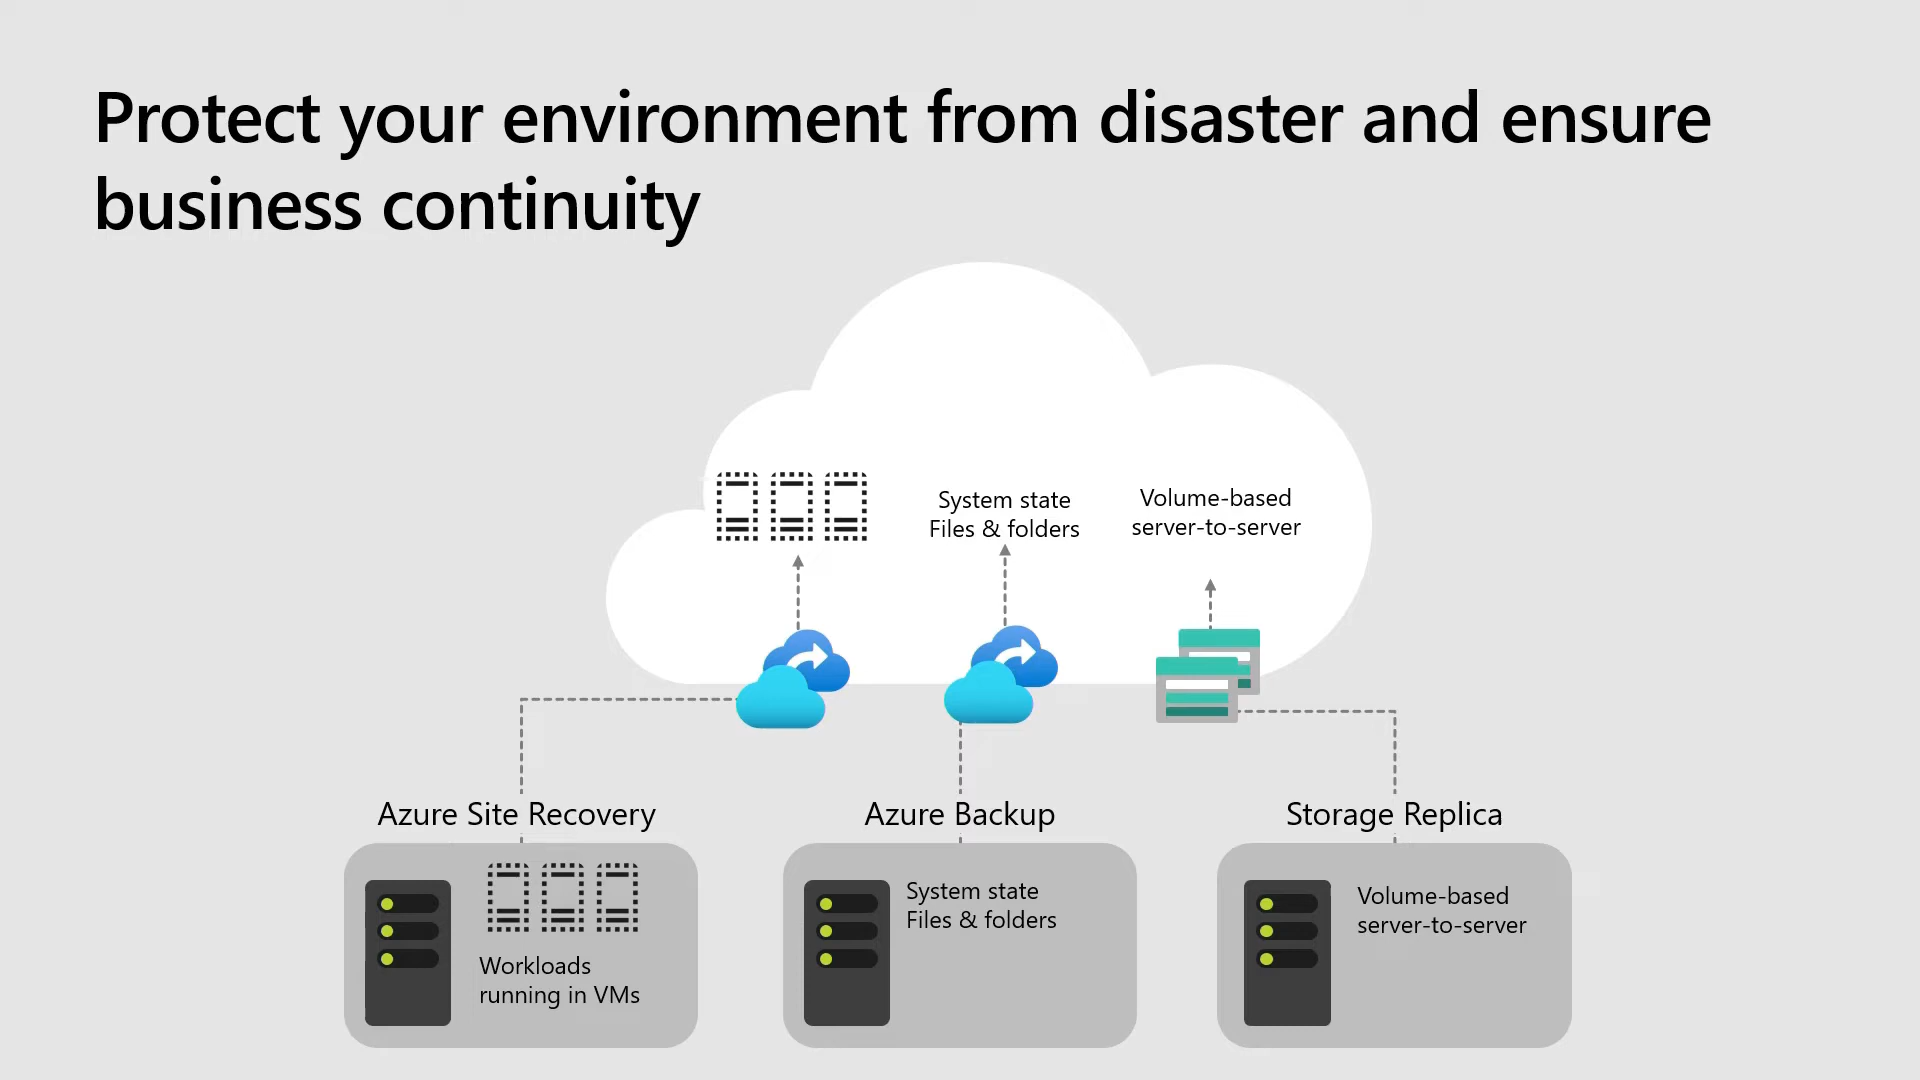 Protect your environment from disaster and ensure
business continuity
System state
Files & folders
Volume-based
server-to-server
Azure Site Recovery
Azure Backup
Storage Replica
Workloads
running in VMs
System state
Files & folders
Volume-based
server-to-server